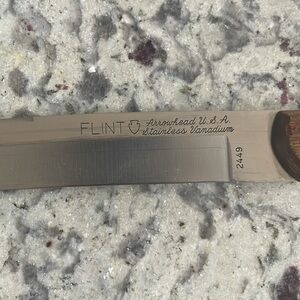 FLINT Arrowhead U.S.A.
Stainless Vanadium
2449